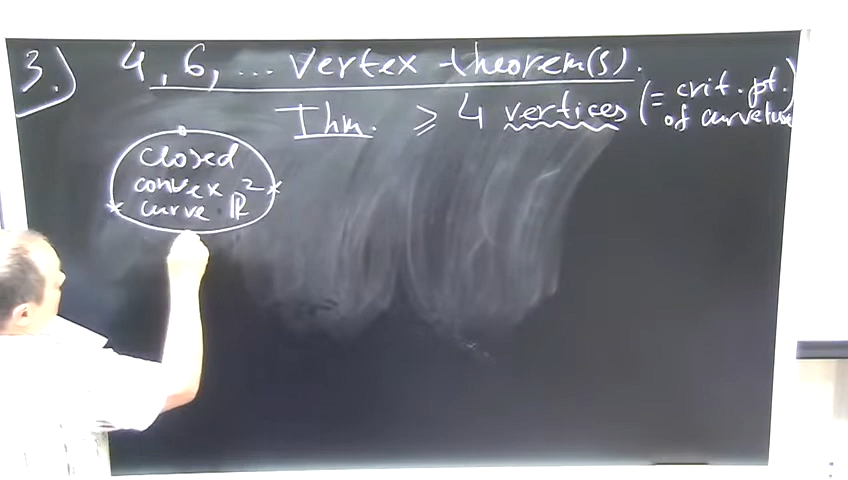 3.) 4, 6, ... vertex theorem(s).
Thm. ≥ 4 vertices (= crit. pt. of curvature)
closed
convex
curve ℝ²